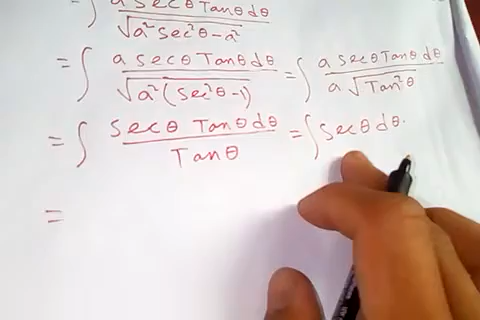 = ∫ a secθ Tanθ dθ / √(a² sec²θ - a²)
= ∫ a secθ Tanθ dθ / √(a² (sec²θ - 1)) = ∫ a secθ Tanθ dθ / a √(Tan²θ)
= ∫ secθ Tanθ dθ / Tanθ = ∫ secθ dθ.
=